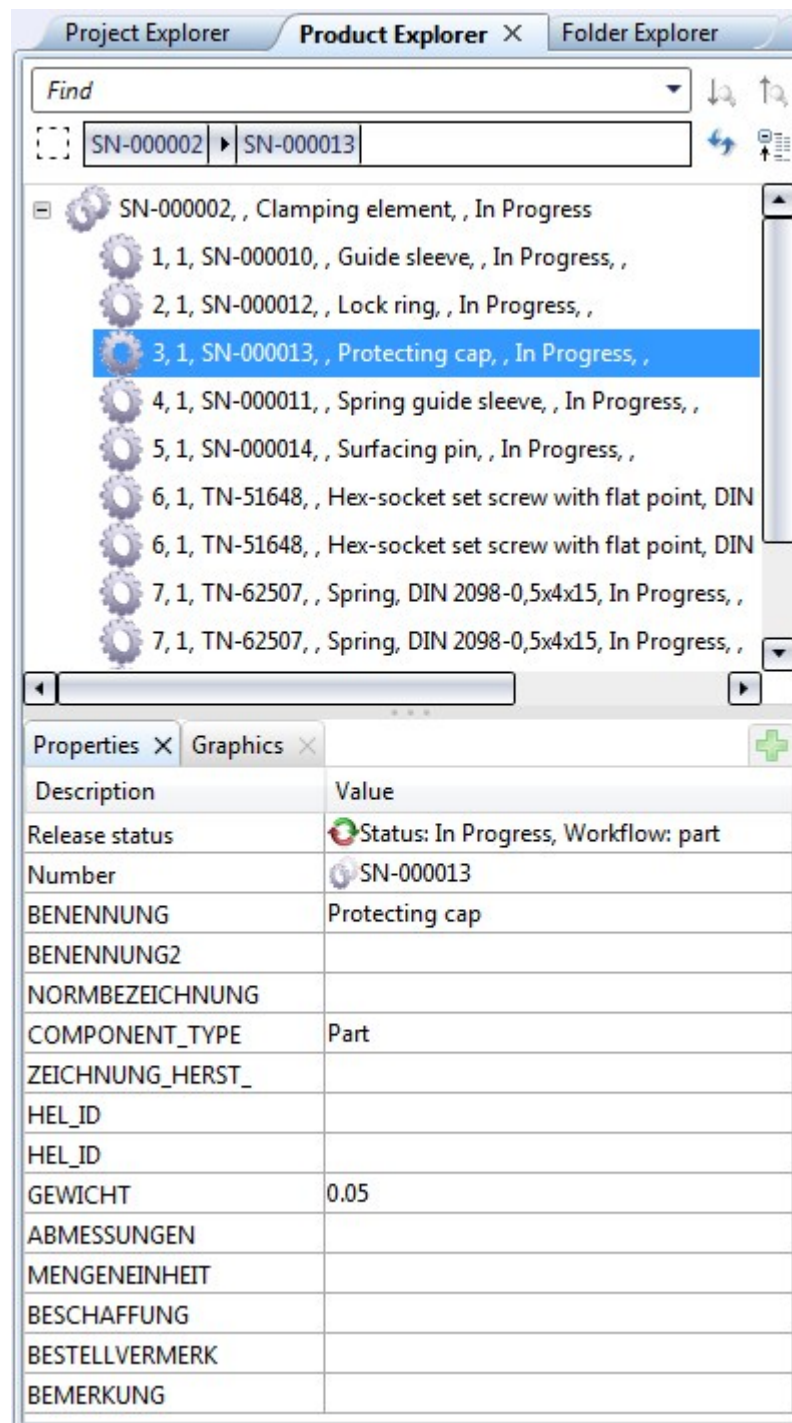 Project Explorer Product Explorer Folder Explorer
Find
SN-000002 SN-000013
SN-000002, , Clamping element, , In Progress
1, 1, SN-000010, , Guide sleeve, , In Progress, ,
2, 1, SN-000012, , Lock ring, , In Progress, ,
3, 1, SN-000013, , Protecting cap, , In Progress, ,
4, 1, SN-000011, , Spring guide sleeve, , In Progress, ,
5, 1, SN-000014, , Surfacing pin, , In Progress, ,
6, 1, TN-51648, , Hex-socket set screw with flat point, DIN
6, 1, TN-51648, , Hex-socket set screw with flat point, DIN
7, 1, TN-62507, , Spring, DIN 2098-0,5x4x15, In Progress, ,
7, 1, TN-62507, , Spring, DIN 2098-0,5x4x15, In Progress, ,
Properties Graphics
Description Value
Release status Status: In Progress, Workflow: part
Number SN-000013
BENENNUNG Protecting cap
BENENNUNG2
NORMBEZEICHNUNG
COMPONENT_TYPE Part
ZEICHNUNG_HERST_
HEL_ID
HEL_ID
GEWICHT 0.05
ABMESSUNGEN
MENGENEINHEIT
BESCHAFFUNG
BESTELLVERMERK
BEMERKUNG